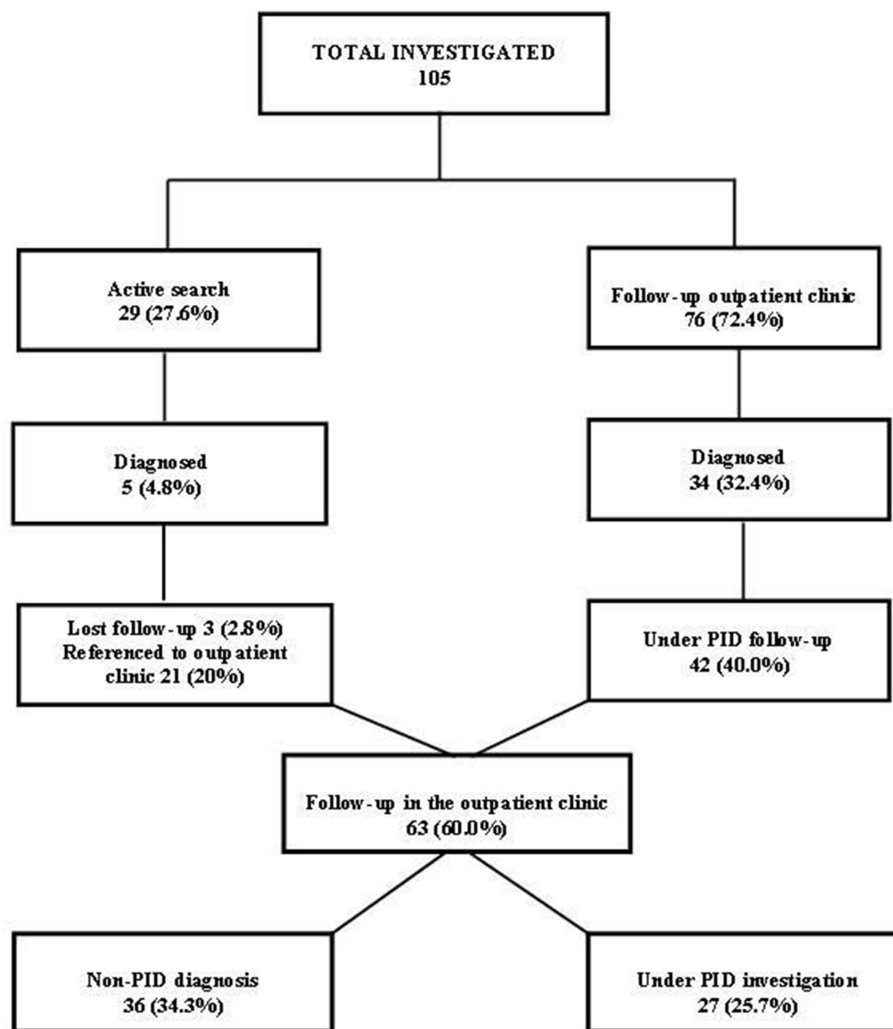 TOTAL INVESTIGATED
105
Active search
29 (27.6%)
Follow-up outpatient clinic
76 (72.4%)
Diagnosed
5 (4.8%)
Diagnosed
34 (32.4%)
Lost follow-up 3 (2.8%)
Referenced to outpatient
clinic 21 (20%)
Under PID follow-up
42 (40.0%)
Follow-up in the outpatient clinic
63 (60.0%)
Non-PID diagnosis
36 (34.3%)
Under PID investigation
27 (25.7%)